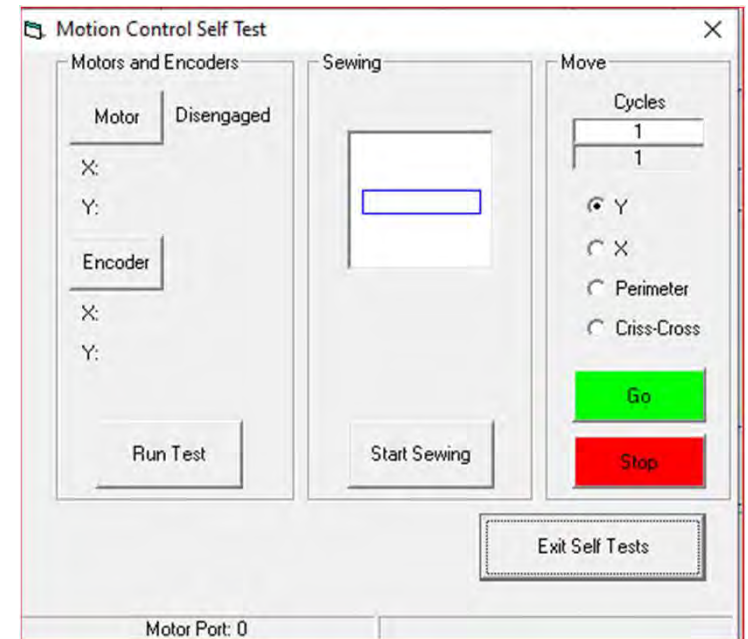 Motion Control Self Test
Motors and Encoders
Motor Disengaged
X:
Y:
Encoder
X:
Y:
Run Test
Sewing
Start Sewing
Move
Cycles
1
1
Y
X
Perimeter
Criss-Cross
Go
Stop
Exit Self Tests
Motor Port: 0